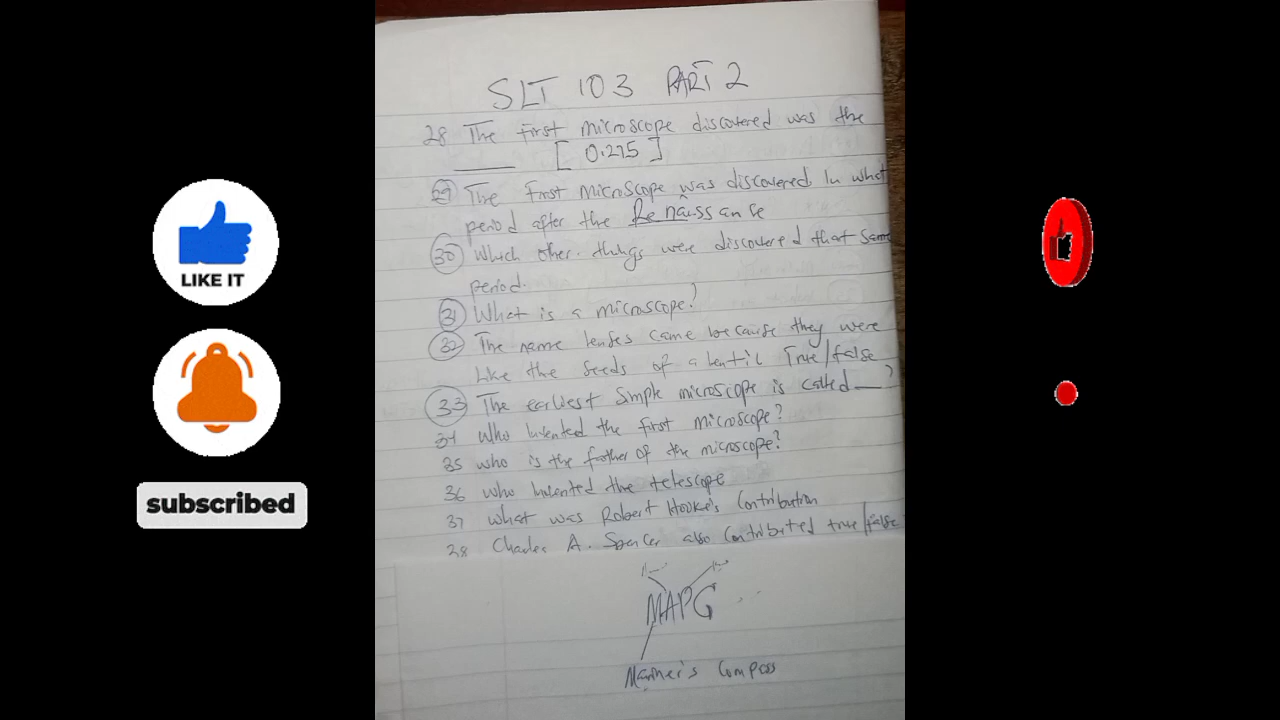 SLT 103 PART 2
28 The first microscope discovered was the
____ [ 0.275 ]
29 The First Microscope was discovered in what
period after the Renaissance
30 Which other things were discovered that same
period.
31 What is a microscope?
32 The name lenses came because they were
Like the Seeds of a lentil True/false
33 The earliest Simple microscope is called ___ ?
34 Who Invented the first microscope?
35 who is the father of the microscope?
36 who Invented the telescope
37 what was Robert Hooke's Contribution
38 Charles A. Spencer also Contributed true/false
MAPG
Mariner's Compass
LIKE IT
subscribed